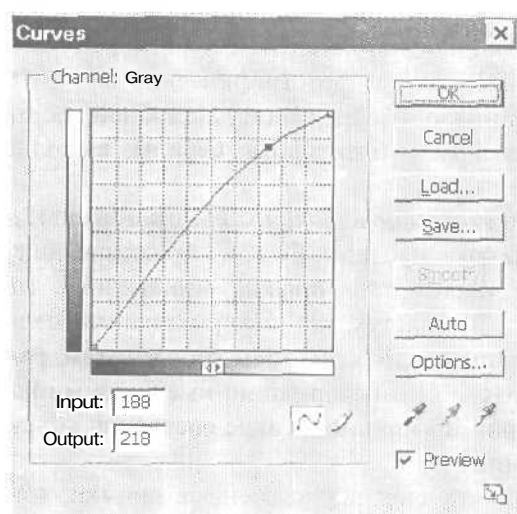 Curves
Channel: Gray
OK
Cancel
Load...
Save...
Smooth
Auto
Options...
Input: 188
Output: 218
Preview